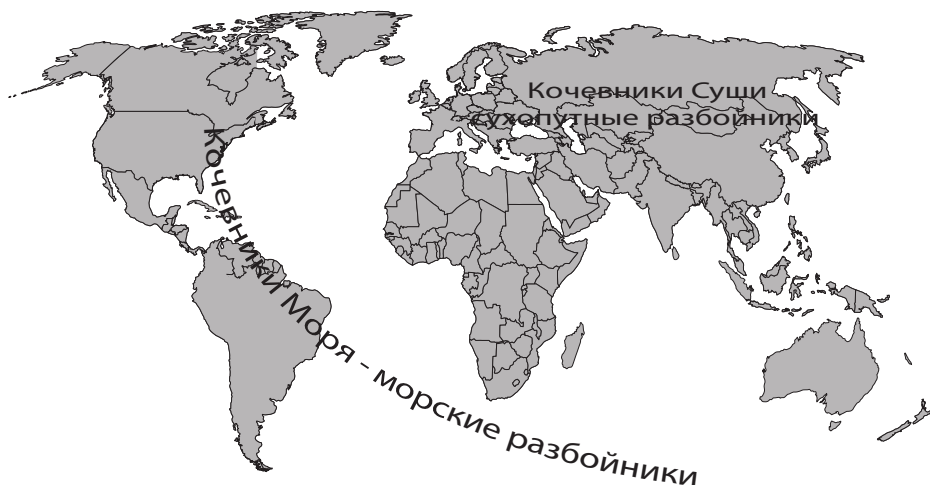 Кочевники Суши
сухопутные разбойники
Кочевники Моря - морские разбойники